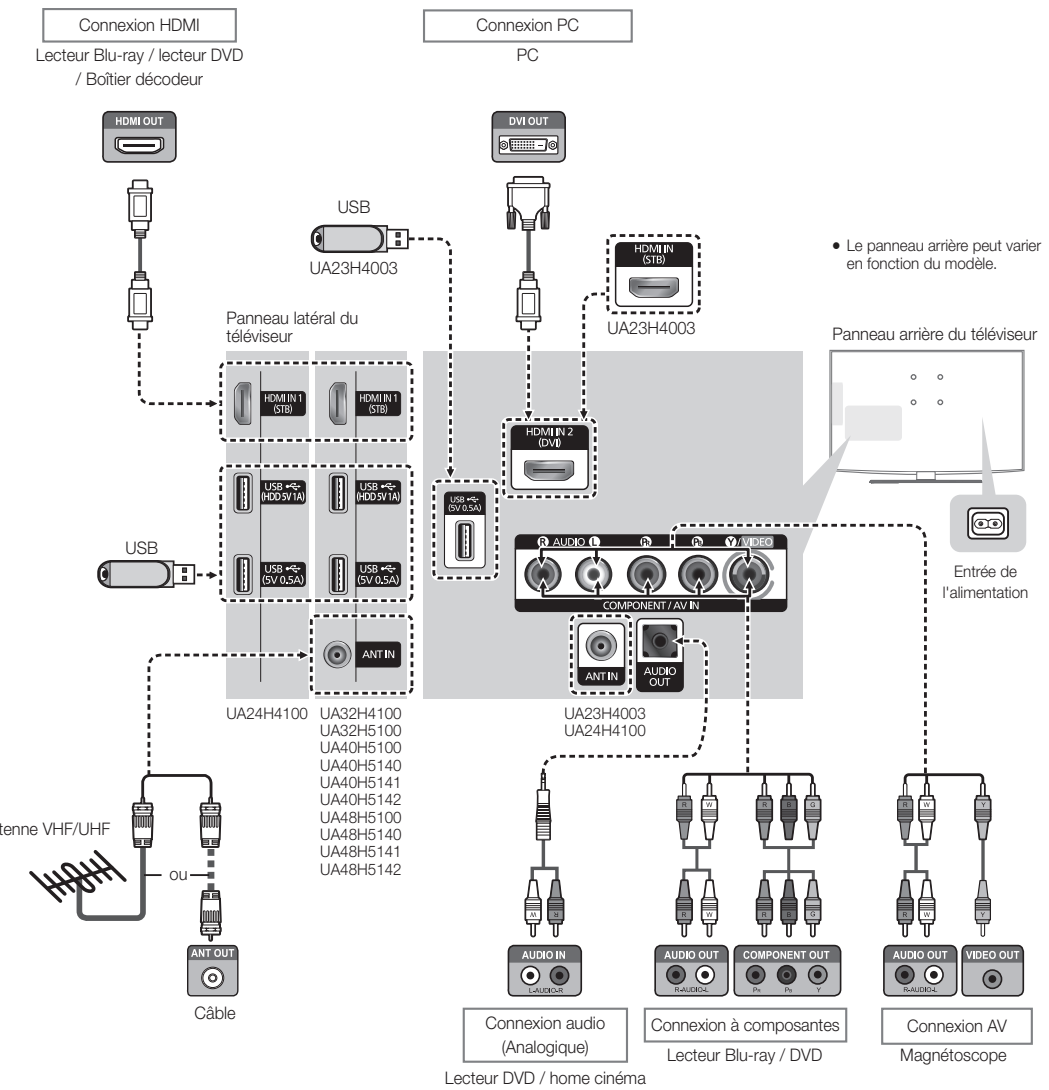 Connexion HDMI
Lecteur Blu-ray / lecteur DVD
/ Boîtier décodeur
HDMI OUT
Connexion PC
PC
DVI OUT
USB
UA23H4003
HDMI IN
(STB)
UA23H4003
• Le panneau arrière peut varier
en fonction du modèle.
Panneau latéral du
téléviseur
Panneau arrière du téléviseur
HDMI IN 1
(STB)
HDMI IN 1
(STB)
HDMI IN 2
(DVI)
USB
(HDD 5V 1A)
USB
(HDD 5V 1A)
USB
(5V 0.5A)
USB
USB
(5V 0.5A)
USB
(5V 0.5A)
R AUDIO L PR PB Y/VIDEO
COMPONENT / AV IN
Entrée de
l'alimentation
ANT IN
ANT IN
AUDIO
OUT
UA24H4100
UA32H4100
UA32H5100
UA40H5100
UA40H5140
UA40H5141
UA40H5142
UA48H5100
UA48H5140
UA48H5141
UA48H5142
UA23H4003
UA24H4100
tenne VHF/UHF
ou
ANT OUT
Câble
R W R B G
R W Y
W R
R W R B G
R W Y
AUDIO IN
L-AUDIO-R
AUDIO OUT
R-AUDIO-L
COMPONENT OUT
PR PB Y
AUDIO OUT
R-AUDIO-L
VIDEO OUT
Connexion audio
(Analogique)
Lecteur DVD / home cinéma
Connexion à composantes
Lecteur Blu-ray / DVD
Connexion AV
Magnétoscope